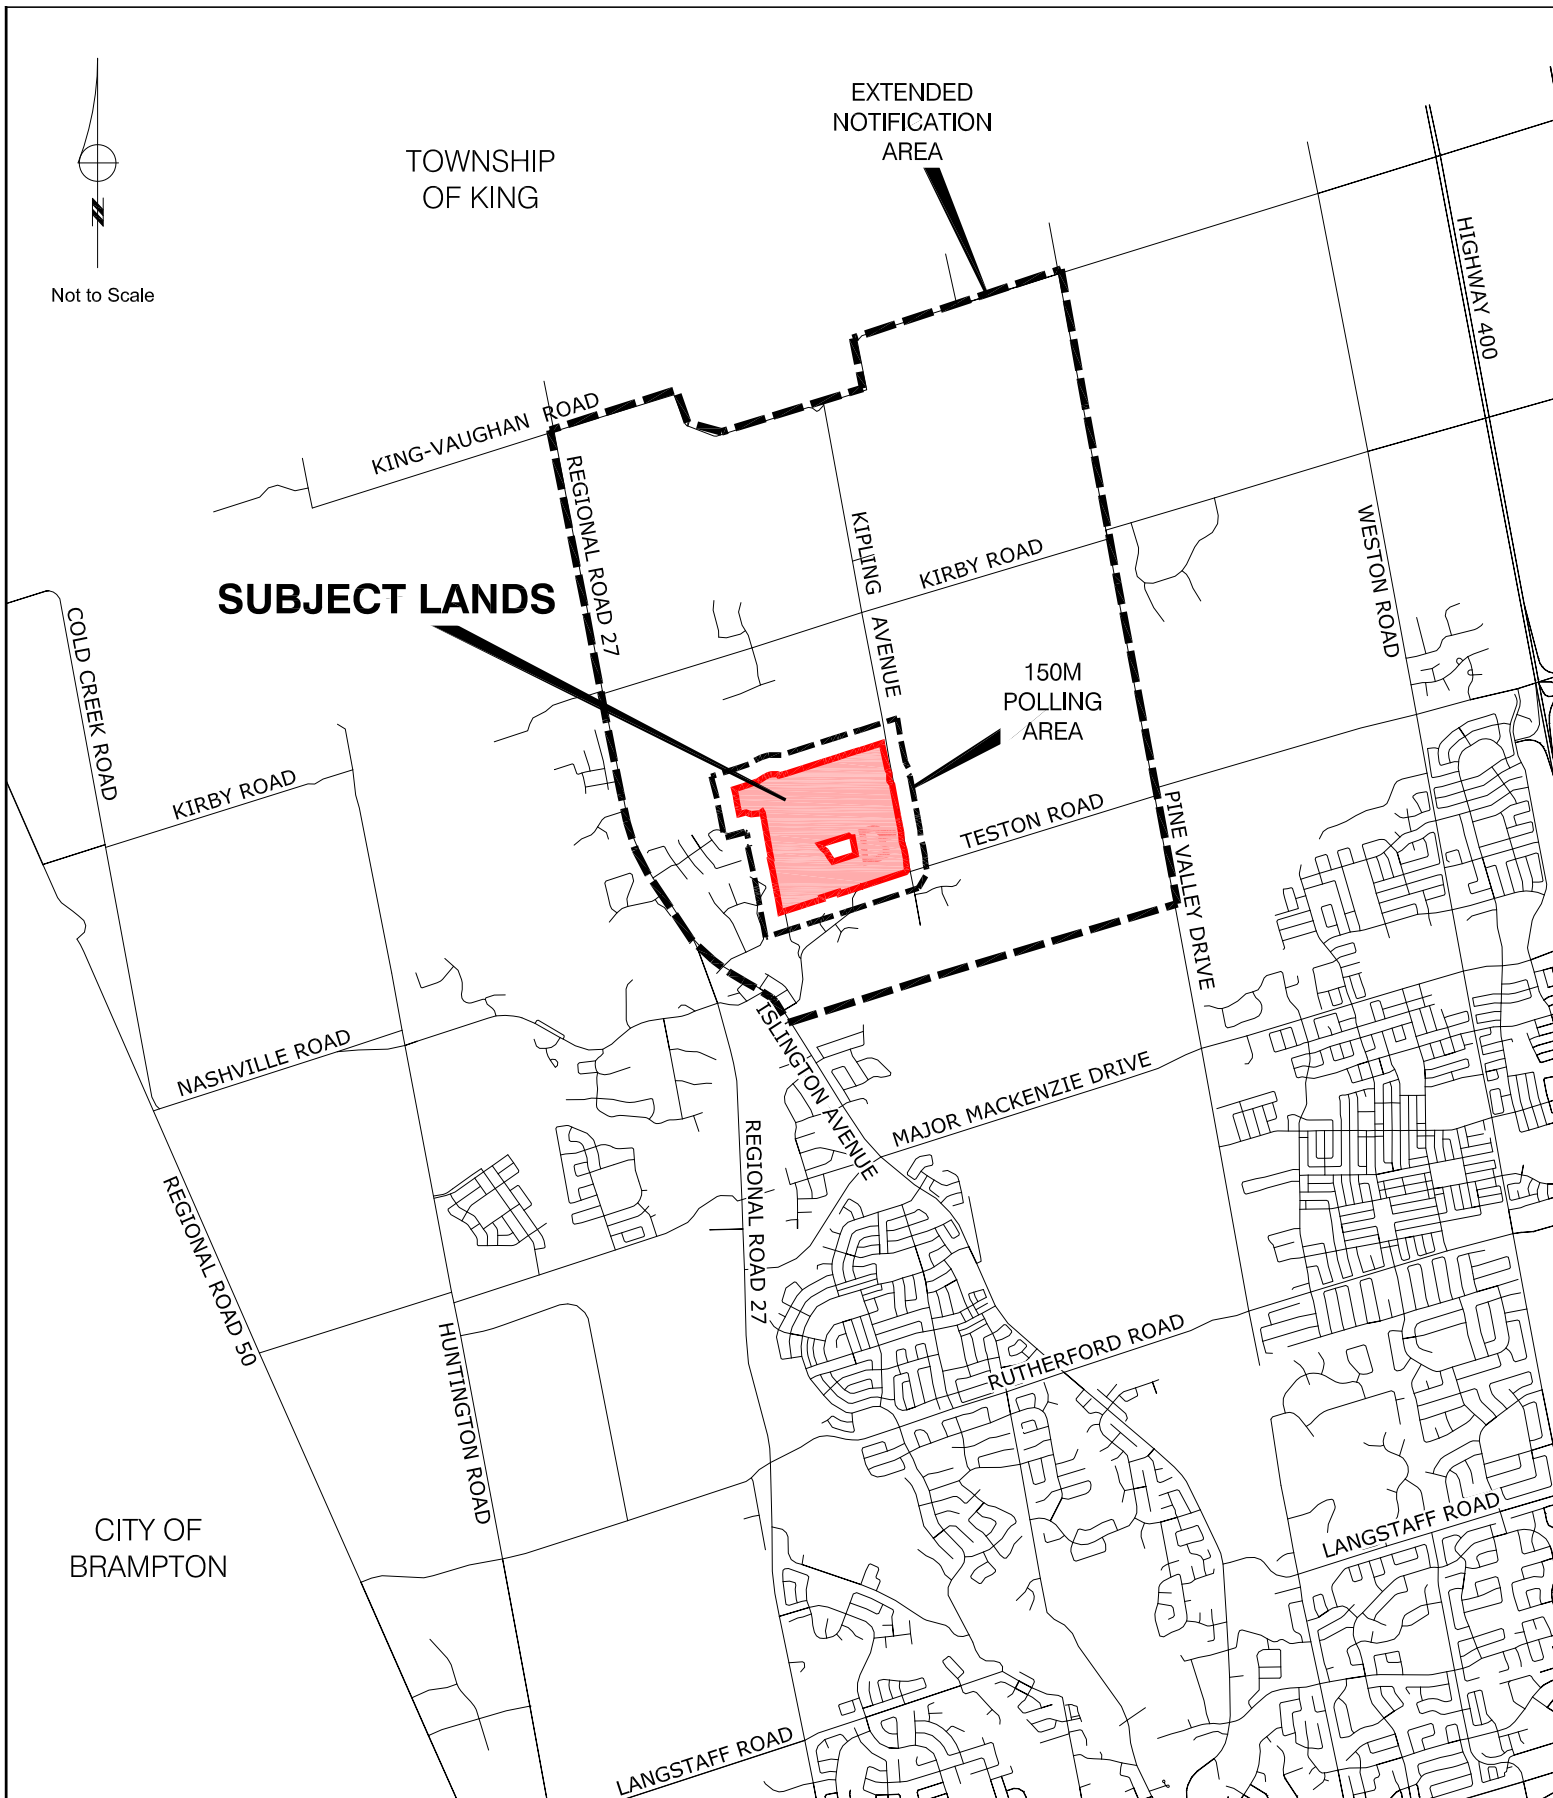 EXTENDED
NOTIFICATION
AREA
TOWNSHIP
OF KING
N
Not to Scale
HIGHWAY 400
KING-VAUGHAN ROAD
REGIONAL ROAD 27
KIPLING AVENUE
KIRBY ROAD
WESTON ROAD
SUBJECT LANDS
COLD CREEK ROAD
150M
POLLING
AREA
KIRBY ROAD
TESTON ROAD
PINE VALLEY DRIVE
NASHVILLE ROAD
ISLINGTON AVENUE
MAJOR MACKENZIE DRIVE
REGIONAL ROAD 27
REGIONAL ROAD 50
HUNTINGTON ROAD
RUTHERFORD ROAD
LANGSTAFF ROAD
CITY OF
BRAMPTON
LANGSTAFF ROAD